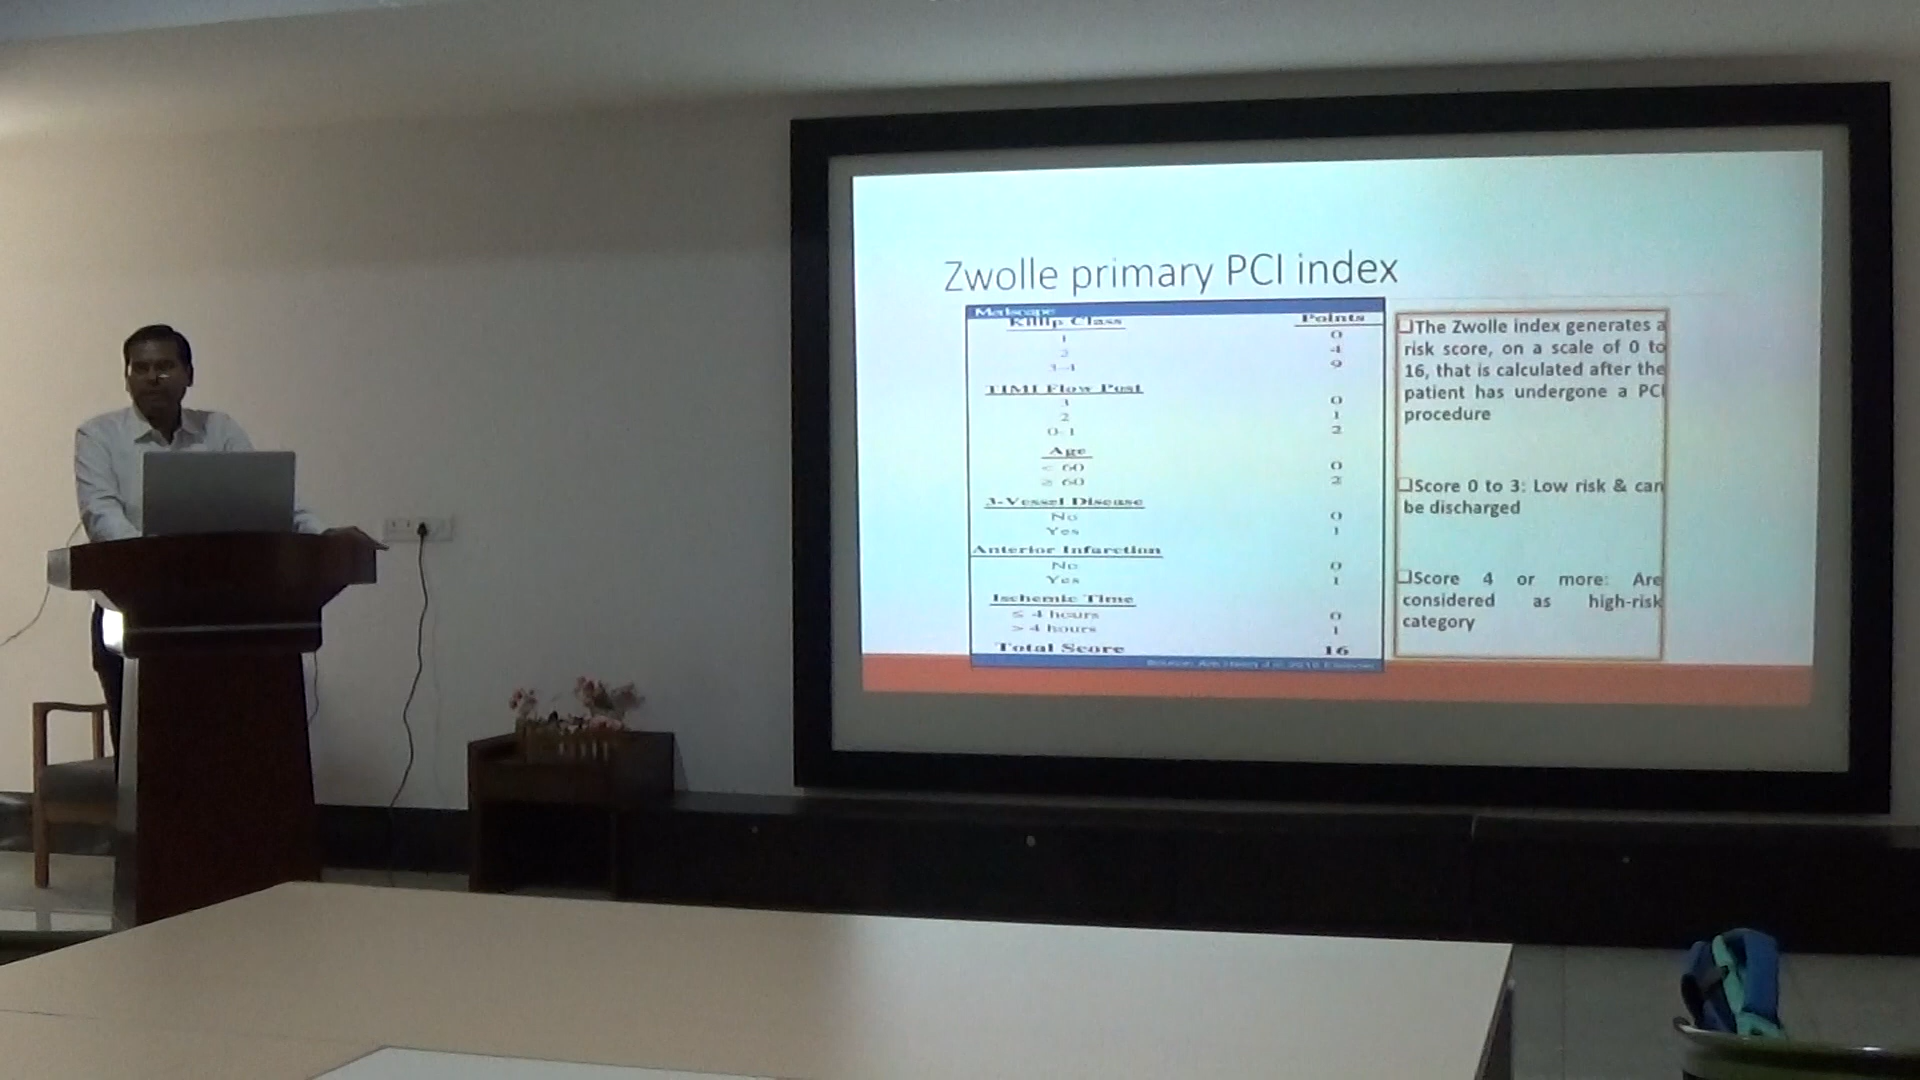 Zwolle primary PCI index
Medscape
Killip Class Points
1 0
2 4
3-4 9
TIMI Flow Post
3 0
2 1
0-1 2
Age
< 60 0
≥ 60 2
3-Vessel Disease
No 0
Yes 1
Anterior Infarction
No 0
Yes 1
Ischemic Time
≤ 4 hours 0
> 4 hours 1
Total Score 16
Source: Am Heart J
❑The Zwolle index generates a
risk score, on a scale of 0 to
16, that is calculated after the
patient has undergone a PCI
procedure
❑Score 0 to 3: Low risk & can
be discharged
❑Score 4 or more: Are
considered as high-risk
category